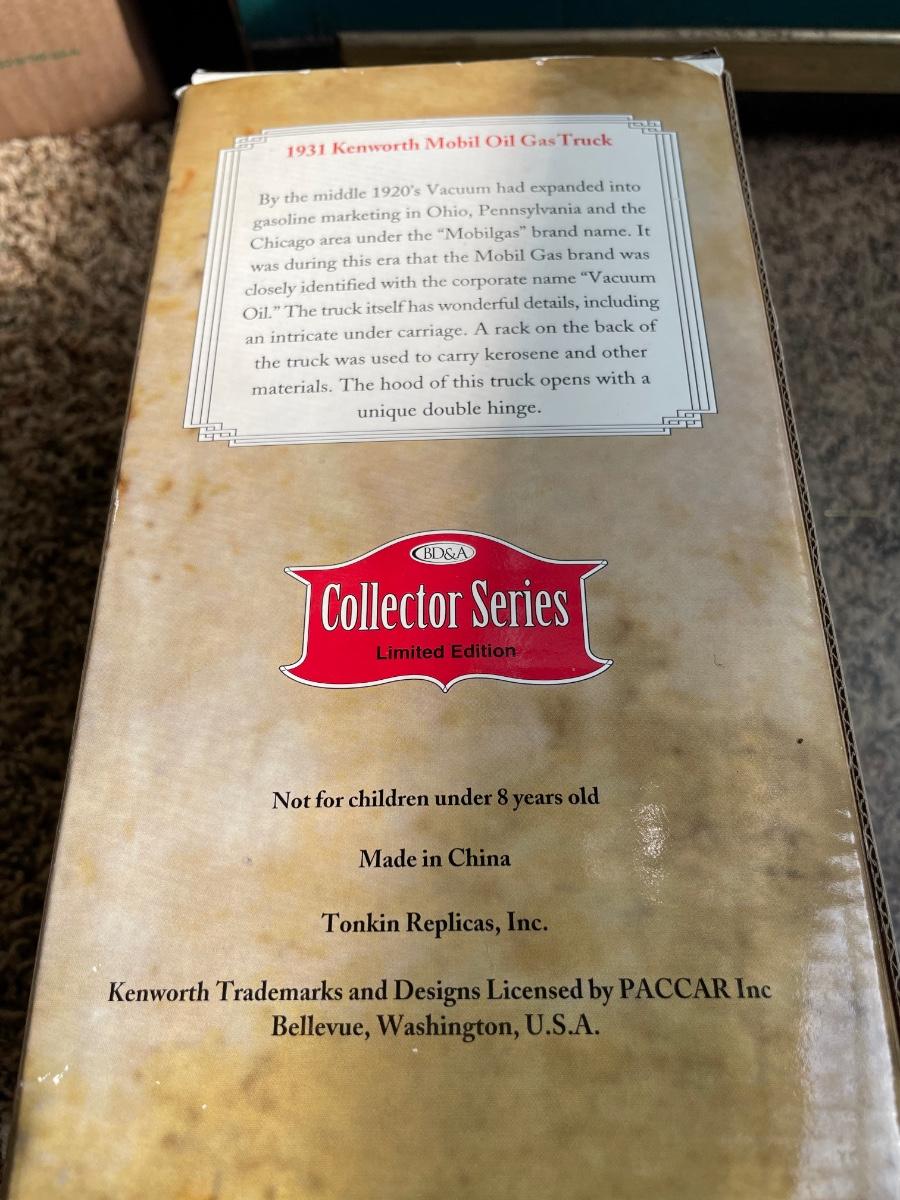 1931 Kenworth Mobil Oil Gas Truck
By the middle 1920's Vacuum had expanded into
gasoline marketing in Ohio, Pennsylvania and the
Chicago area under the "Mobilgas" brand name. It
was during this era that the Mobil Gas brand was
closely identified with the corporate name "Vacuum
Oil." The truck itself has wonderful details, including
an intricate under carriage. A rack on the back of
the truck was used to carry kerosene and other
materials. The hood of this truck opens with a
unique double hinge.
BD&A
Collector Series
Limited Edition
Not for children under 8 years old
Made in China
Tonkin Replicas, Inc.
Kenworth Trademarks and Designs Licensed by PACCAR Inc
Bellevue, Washington, U.S.A.